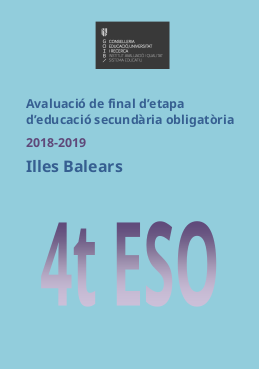 G
O
I
B
/
CONSELLERIA
EDUCACIÓ, UNIVERSITAT
I RECERCA
Avaluació de final d'etapa
d'educació secundària obligatòria
2018-2019
Illes Balears
4t ESO